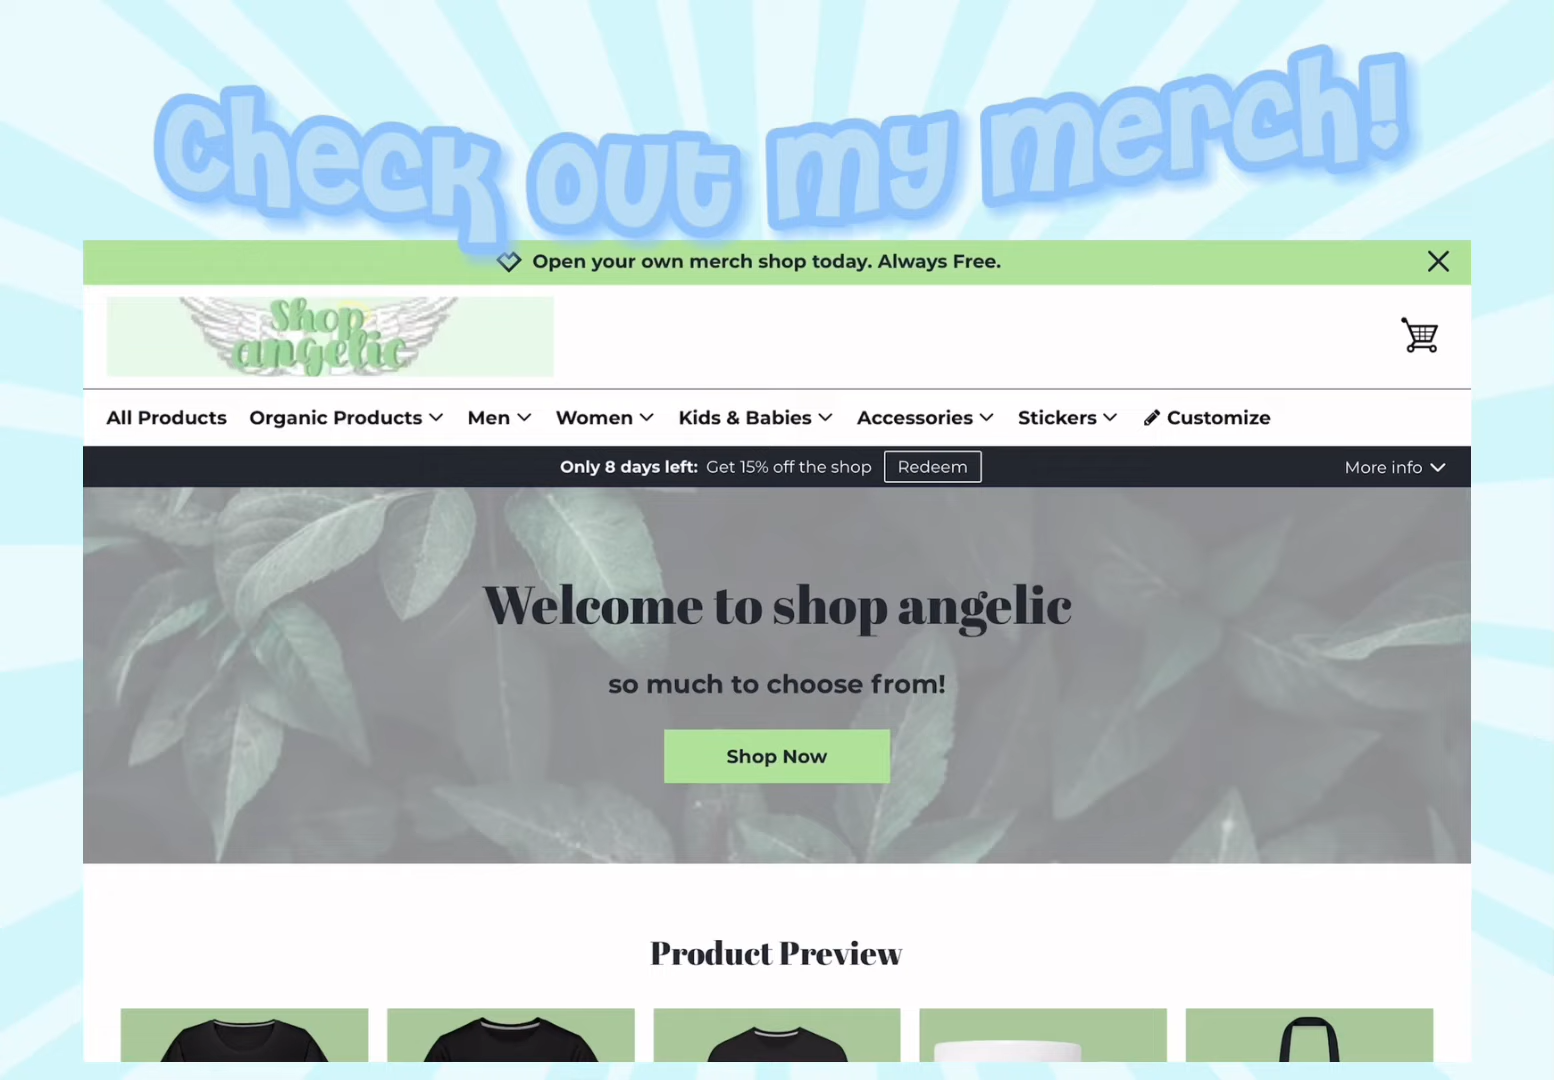 check out my merch!
Open your own merch shop today. Always Free.
shop
angelic
All Products Organic Products Men Women Kids & Babies Accessories Stickers Customize
Only 8 days left: Get 15% off the shop Redeem More info
Welcome to shop angelic
so much to choose from!
Shop Now
Product Preview